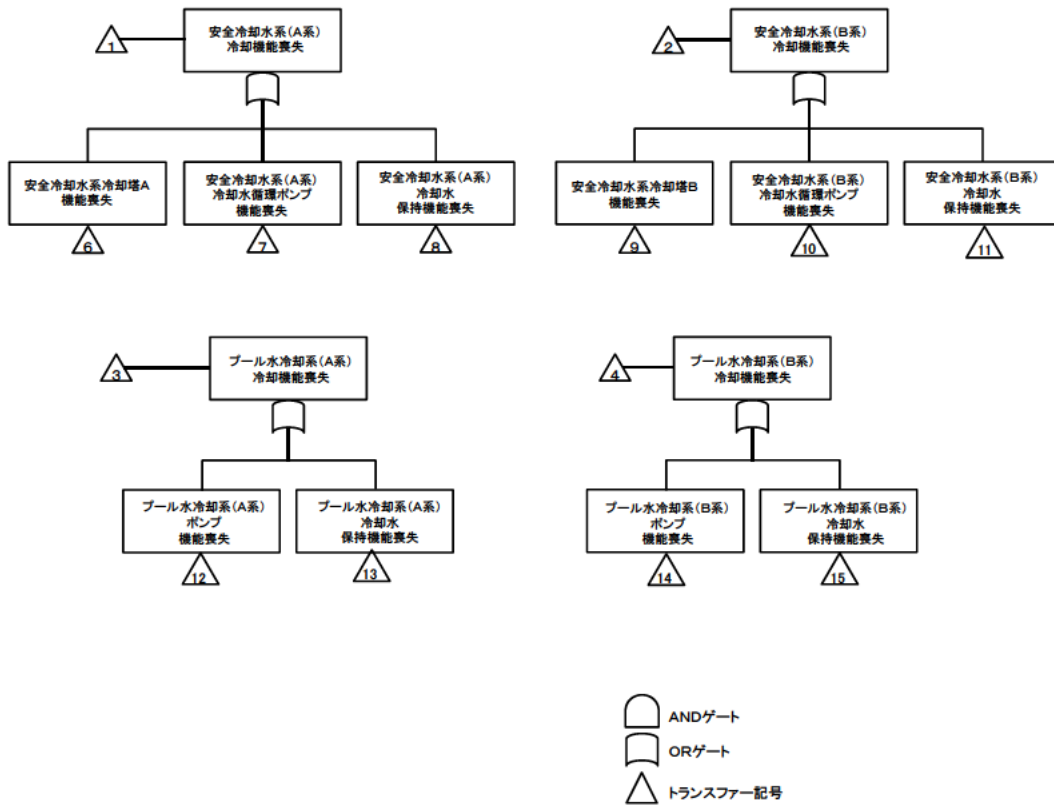 1
安全冷却水系(A系)
冷却機能喪失
2
安全冷却水系(B系)
冷却機能喪失
安全冷却水系冷却塔A
機能喪失
安全冷却水系(A系)
冷却水循環ポンプ
機能喪失
安全冷却水系(A系)
冷却水
保持機能喪失
安全冷却水系冷却塔B
機能喪失
安全冷却水系(B系)
冷却水循環ポンプ
機能喪失
安全冷却水系(B系)
冷却水
保持機能喪失
6
7
8
9
10
11
3
プール水冷却系(A系)
冷却機能喪失
4
プール水冷却系(B系)
冷却機能喪失
プール水冷却系(A系)
ポンプ
機能喪失
プール水冷却系(A系)
冷却水
保持機能喪失
プール水冷却系(B系)
ポンプ
機能喪失
プール水冷却系(B系)
冷却水
保持機能喪失
12
13
14
15
ANDゲート
ORゲート
トランスファー記号